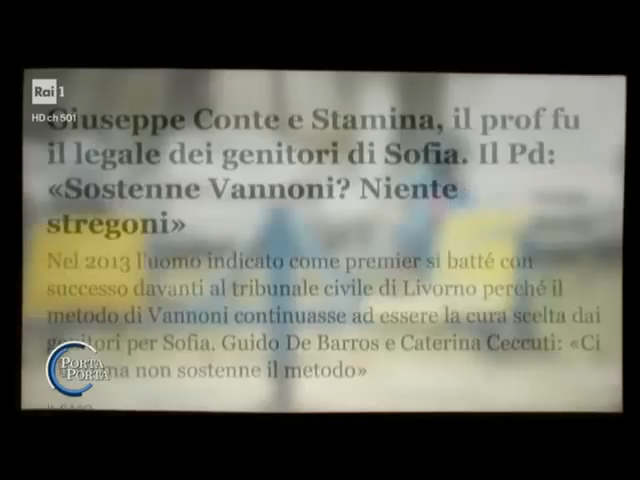 Rai 1
HD ch 501
Giuseppe Conte e Stamina, il prof fu
il legale dei genitori di Sofia. Il Pd:
«Sostenne Vannoni? Niente
stregoni»
Nel 2013 l'uomo indicato come premier si batté con
successo davanti al tribunale civile di Livorno perché il
metodo di Vannoni continuasse ad essere la cura scelta dai
genitori per Sofia. Guido De Barros e Caterina Ceccuti: «Ci
non sostenne il metodo»
PORTA
PORTA